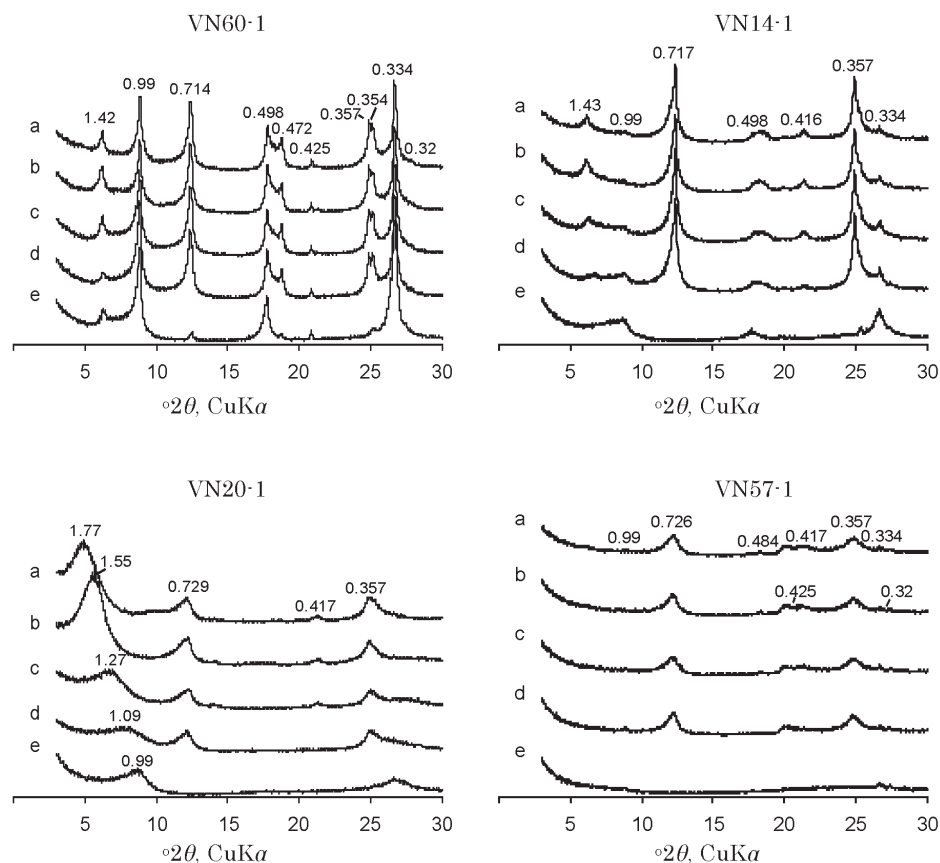 VN60-1
1.42
0.99
0.714
0.498
0.472
0.425
0.357
0.354
0.334
0.32
a
b
c
d
e
5 10 15 20 25 30
°2θ, CuKα
VN14-1
1.43
0.99
0.717
0.498
0.416
0.357
0.334
a
b
c
d
e
5 10 15 20 25 30
°2θ, CuKα
VN20-1
1.77
1.55
0.729
0.417
0.357
1.27
1.09
0.99
a
b
c
d
e
5 10 15 20 25 30
°2θ, CuKα
VN57-1
0.99
0.726
0.484
0.417
0.357
0.334
0.425
0.32
a
b
c
d
e
5 10 15 20 25 30
°2θ, CuKα